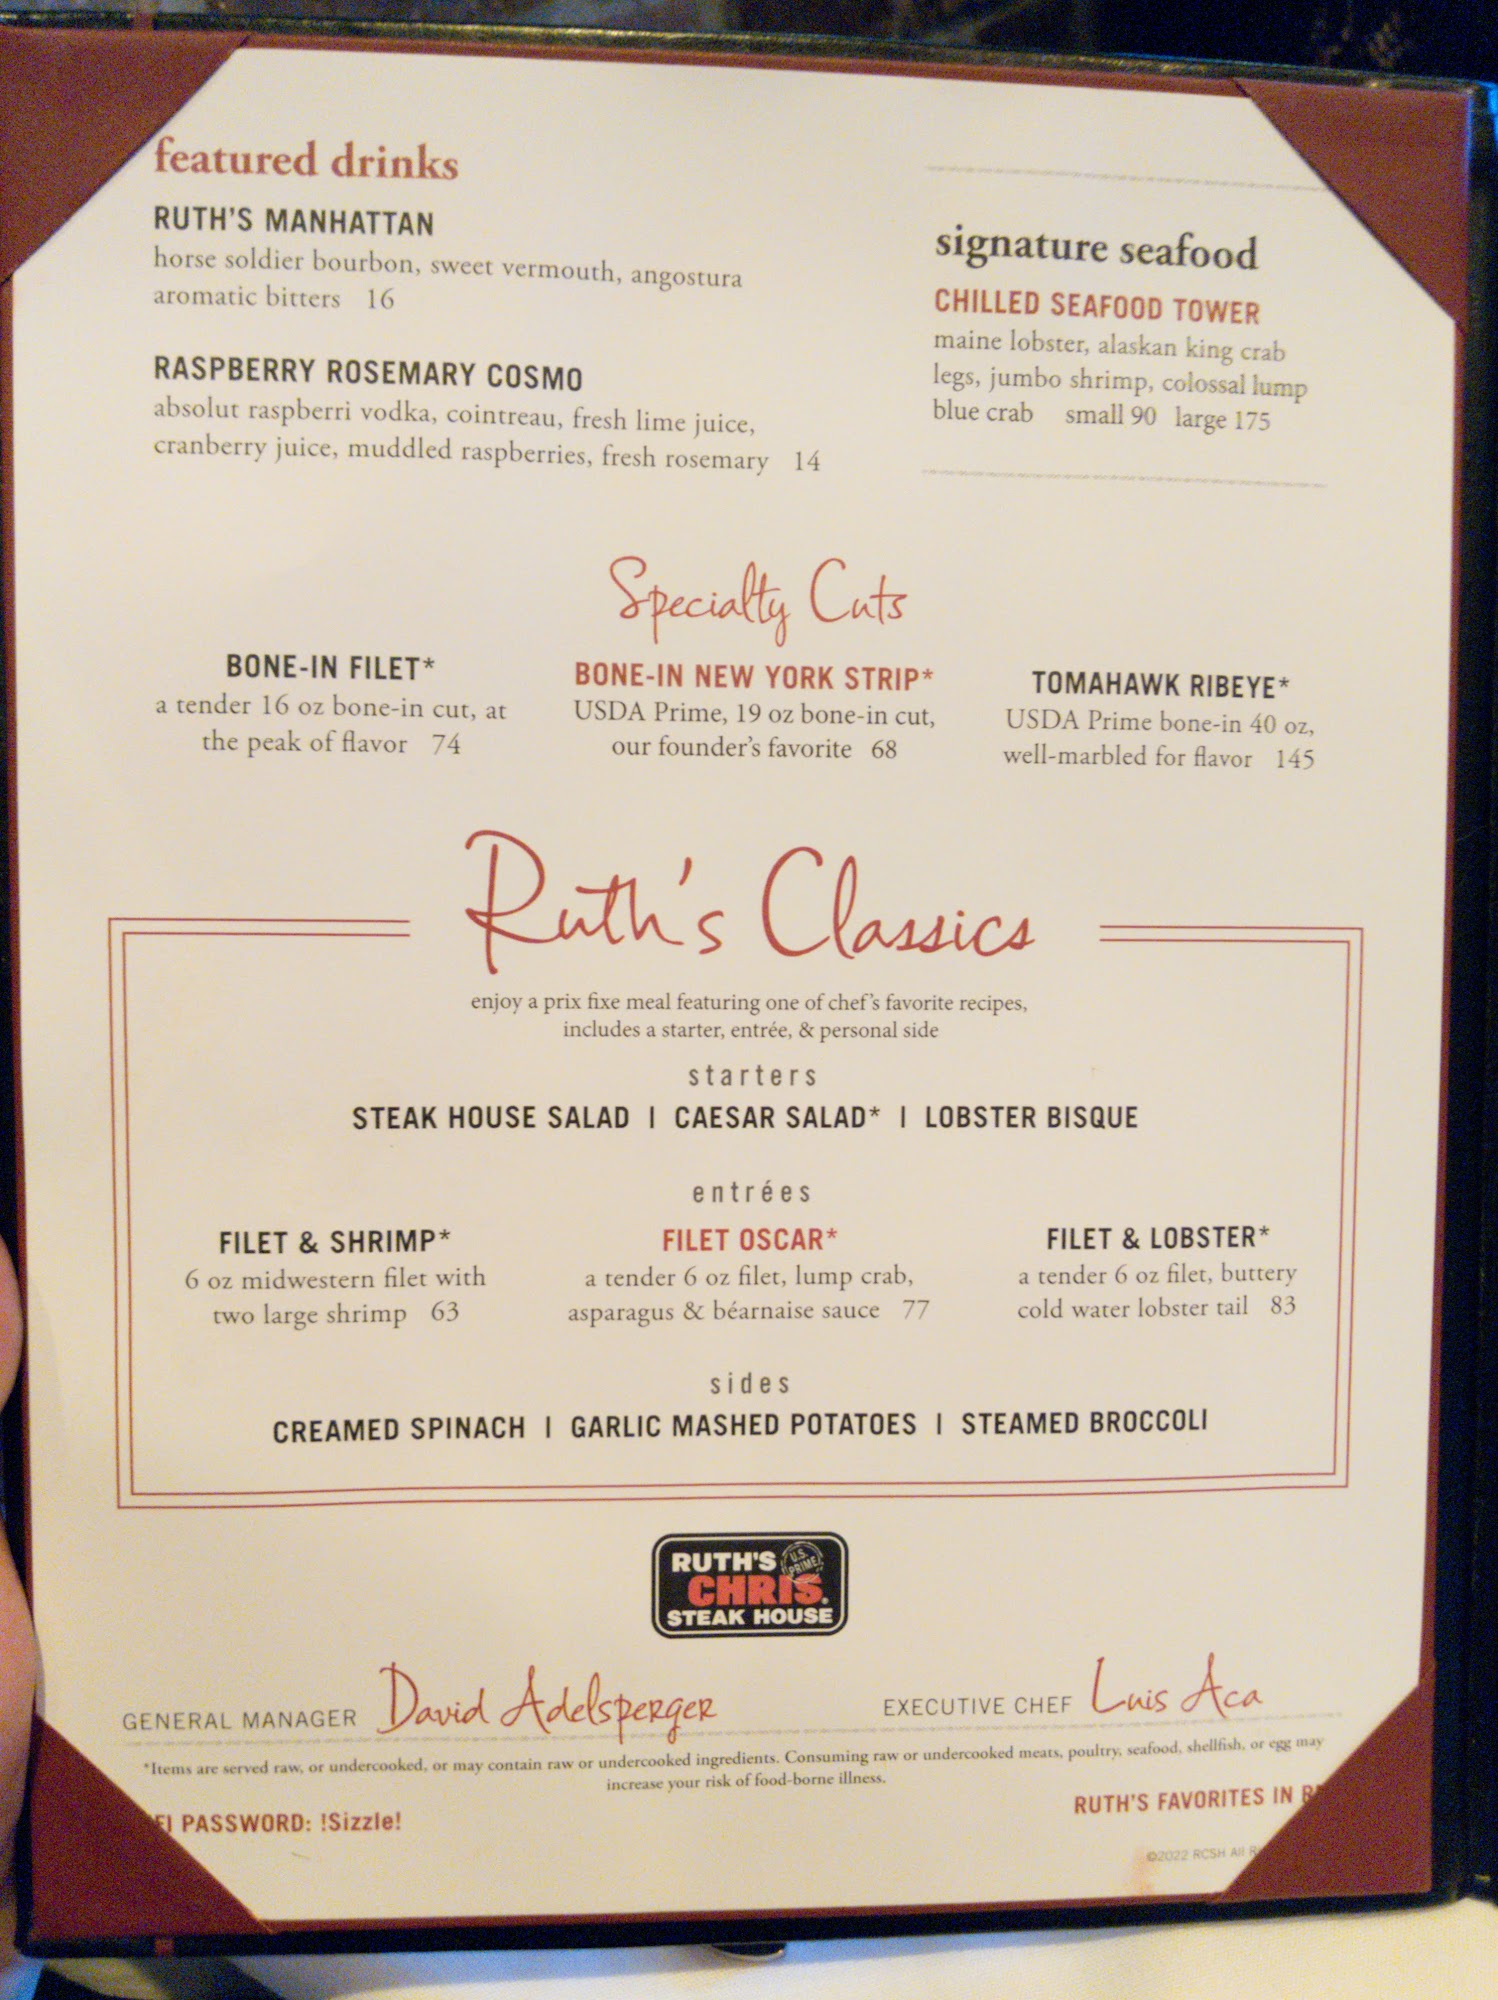 featured drinks
RUTH'S MANHATTAN
horse soldier bourbon, sweet vermouth, angostura
aromatic bitters 16
RASPBERRY ROSEMARY COSMO
absolut raspberri vodka, cointreau, fresh lime juice,
cranberry juice, muddled raspberries, fresh rosemary 14
signature seafood
CHILLED SEAFOOD TOWER
maine lobster, alaskan king crab
legs, jumbo shrimp, colossal lump
blue crab small 90 large 175
Specialty Cuts
BONE-IN FILET*
a tender 16 oz bone-in cut, at
the peak of flavor 74
BONE-IN NEW YORK STRIP*
USDA Prime, 19 oz bone-in cut,
our founder's favorite 68
TOMAHAWK RIBEYE*
USDA Prime bone-in 40 oz,
well-marbled for flavor 145
Ruth's Classics
enjoy a prix fixe meal featuring one of chef's favorite recipes,
includes a starter, entrée, & personal side
starters
STEAK HOUSE SALAD | CAESAR SALAD* | LOBSTER BISQUE
entrées
FILET & SHRIMP*
6 oz midwestern filet with
two large shrimp 63
FILET OSCAR*
a tender 6 oz filet, lump crab,
asparagus & béarnaise sauce 77
FILET & LOBSTER*
a tender 6 oz filet, buttery
cold water lobster tail 83
sides
CREAMED SPINACH | GARLIC MASHED POTATOES | STEAMED BROCCOLI
RUTH'S U.S. PRIME
CHRIS
STEAK HOUSE
GENERAL MANAGER David Adelsperger
EXECUTIVE CHEF Luis Aca
*Items are served raw, or undercooked, or may contain raw or undercooked ingredients. Consuming raw or undercooked meats, poultry, seafood, shellfish, or egg may
increase your risk of food-borne illness.
FI PASSWORD: !Sizzle!
RUTH'S FAVORITES IN
©2022 RCSH All